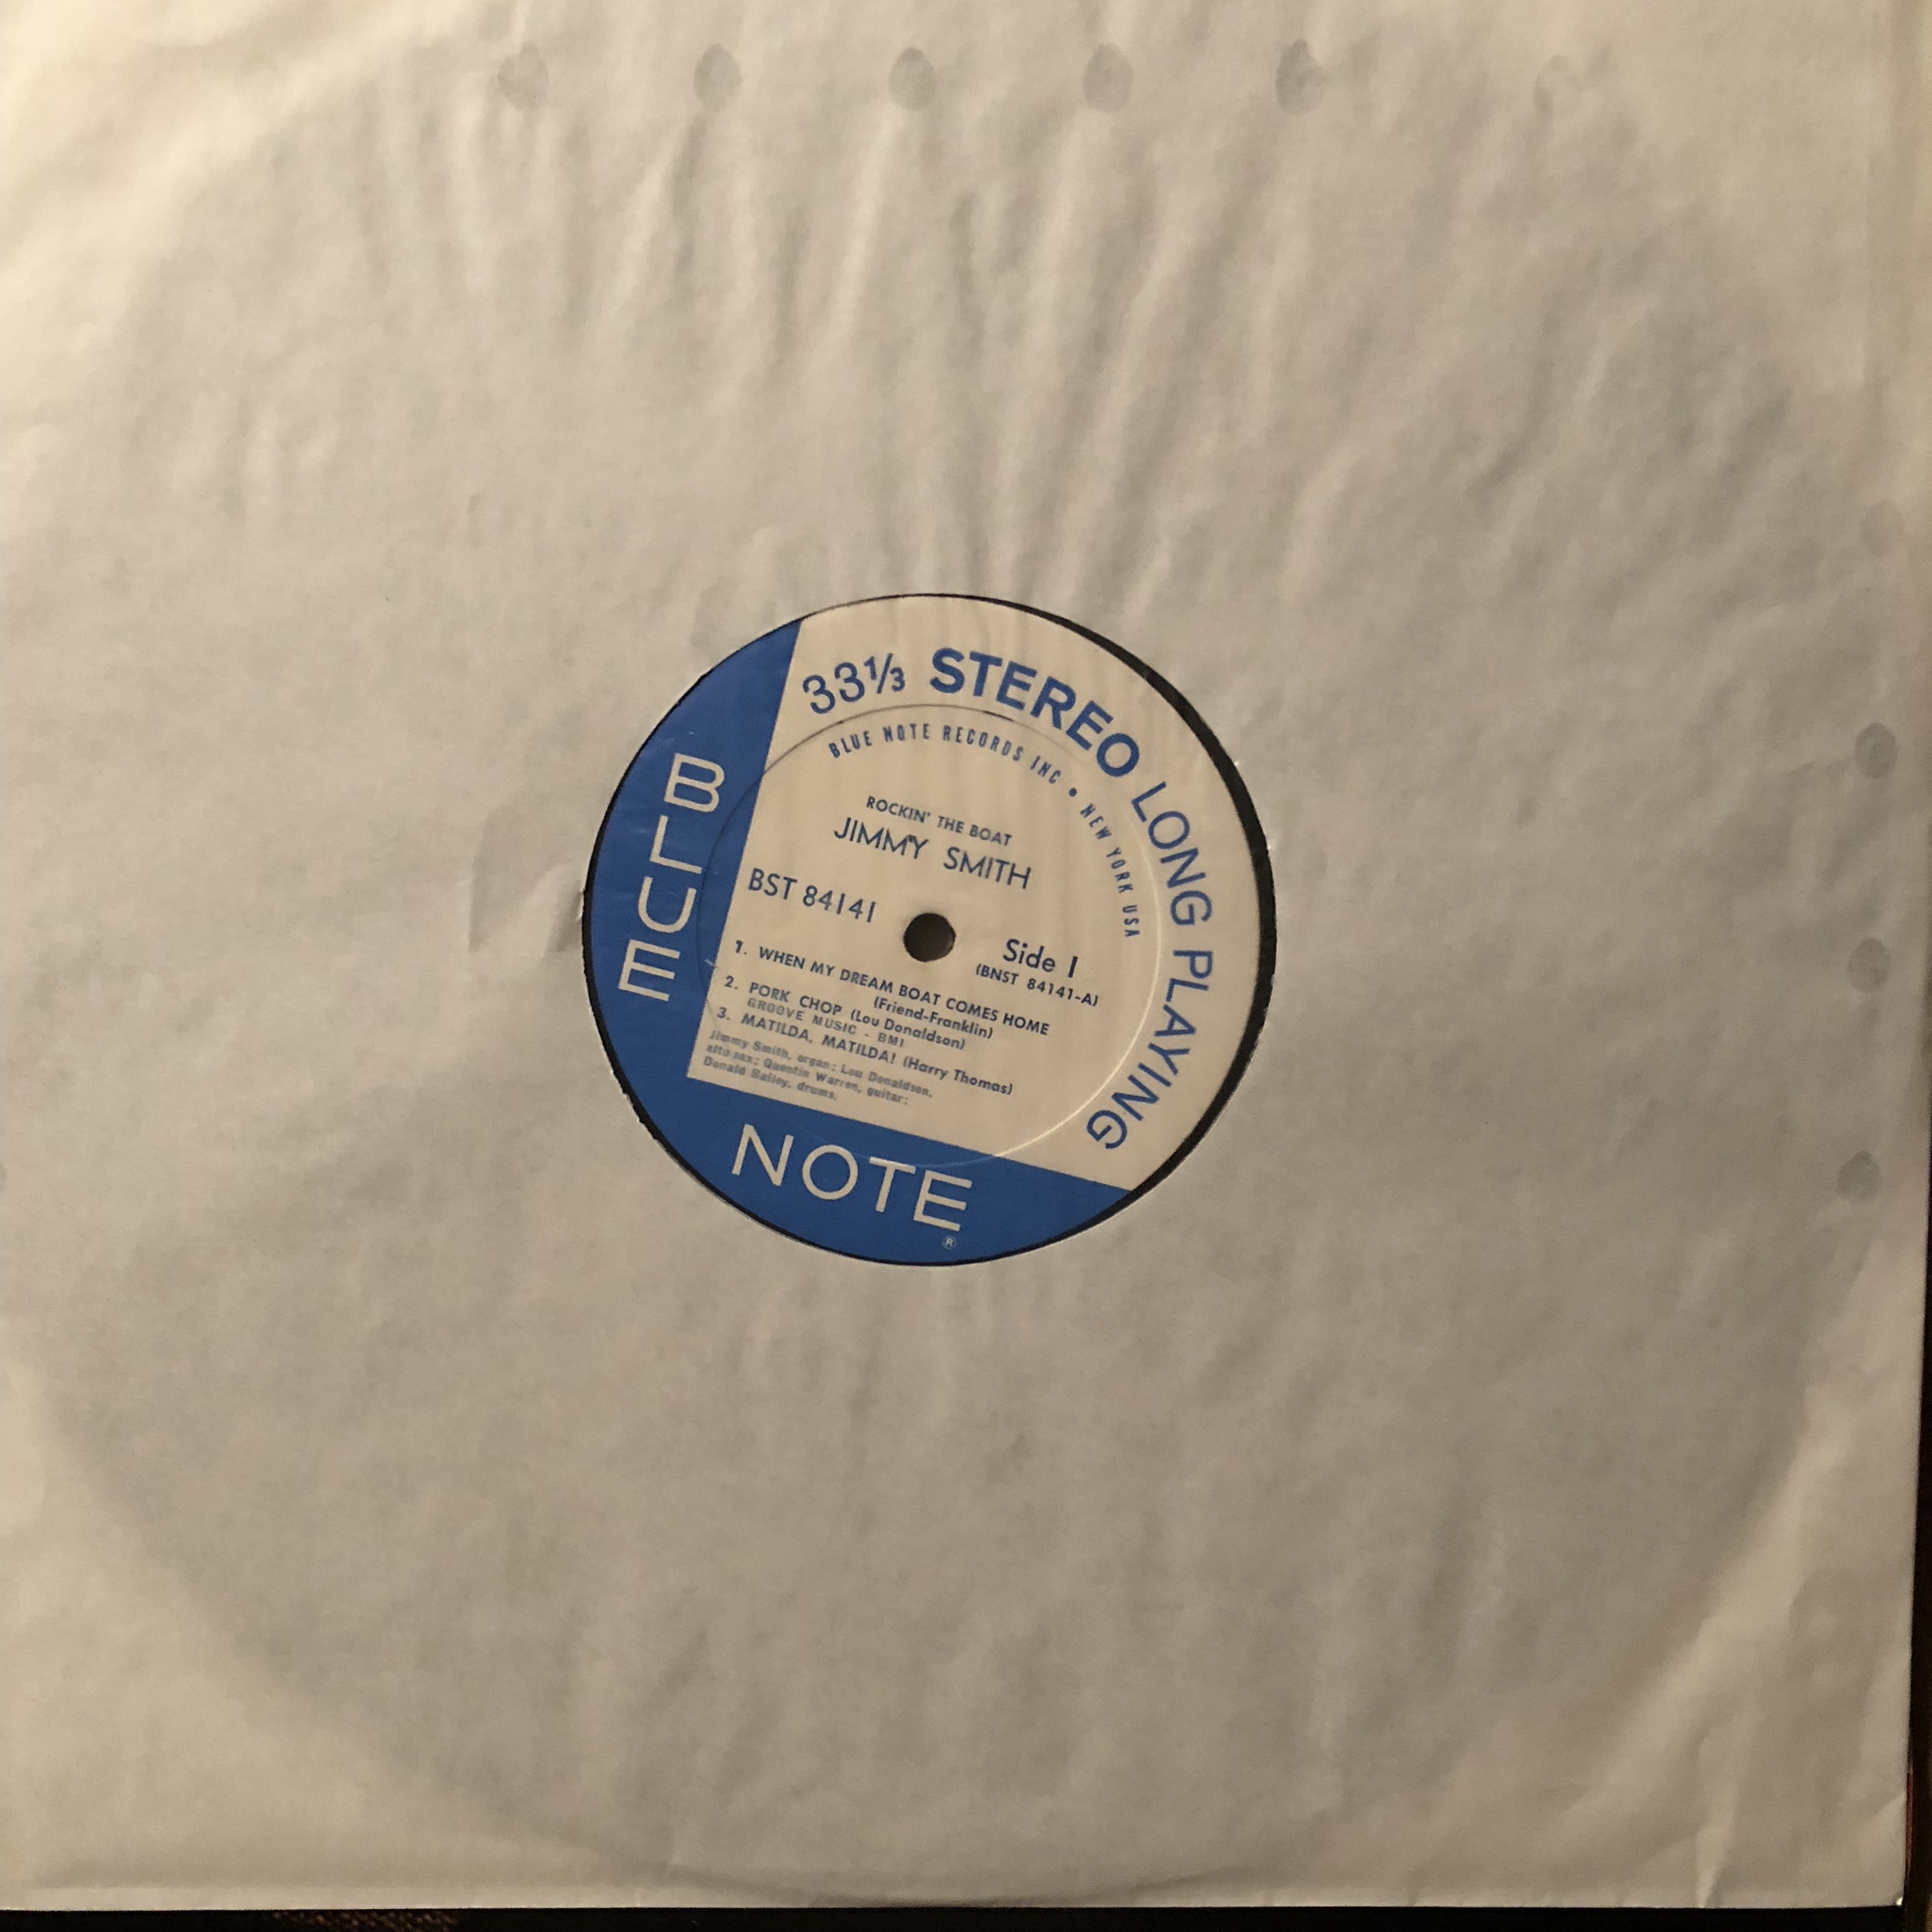 33⅓ STEREO LONG PLAYING
BLUE NOTE RECORDS INC • NEW YORK USA
BLUE
ROCKIN' THE BOAT
JIMMY SMITH
BST 84141
Side 1
(BNST 84141-A)
1. WHEN MY DREAM BOAT COMES HOME
(Friend-Franklin)
2. PORK CHOP (Lou Donaldson)
GROOVE MUSIC - BMI
3. MATILDA, MATILDA! (Harry Thomas)
Jimmy Smith, organ; Lou Donaldson,
alto-sax; Quentin Warren, guitar;
Donald Bailey, drums.
NOTE
®